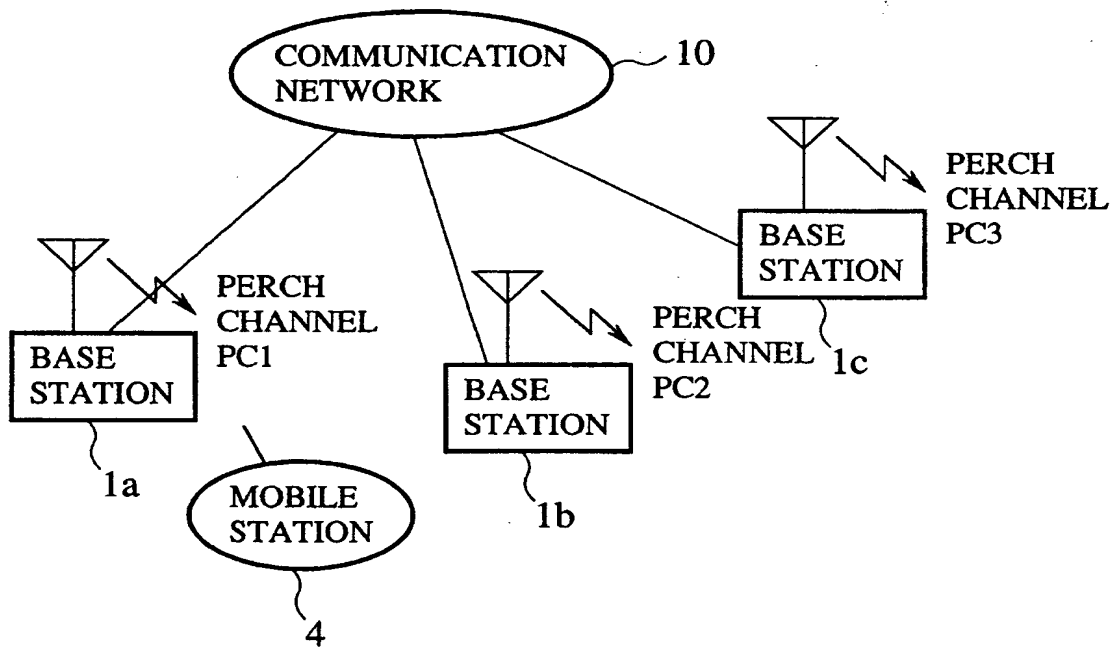 COMMUNICATION
NETWORK
10
PERCH
CHANNEL
PC3
BASE
STATION
1c
PERCH
CHANNEL
PC1
BASE
STATION
1a
PERCH
CHANNEL
PC2
BASE
STATION
1b
MOBILE
STATION
4